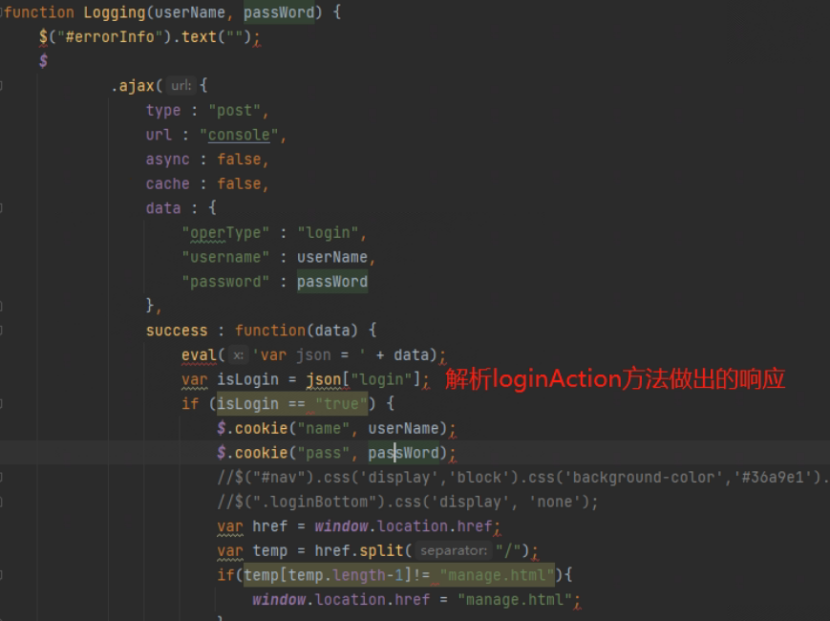 function Logging(userName, passWord) {
$("#errorInfo").text("");
$
.ajax( url: {
type : "post",
url : "console",
async : false,
cache : false,
data : {
"operType" : "login",
"username" : userName,
"password" : passWord
},
success : function(data) {
eval( x: 'var json = ' + data);
var isLogin = json["login"]; 解析loginAction方法做出的响应
if (isLogin == "true") {
$.cookie("name", userName);
$.cookie("pass", passWord);
//$("#nav").css('display','block').css('background-color','#36a9e1').
//$(".loginBottom").css('display', 'none');
var href = window.location.href;
var temp = href.split( separator: "/");
if(temp[temp.length-1]!= "manage.html"){
window.location.href = "manage.html";
}